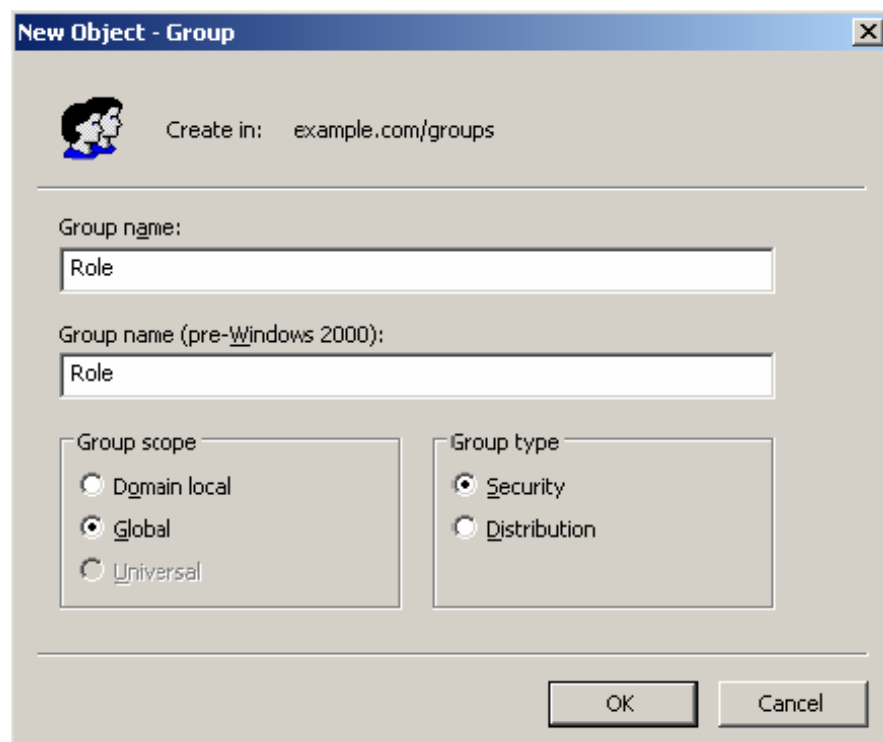 New Object - Group
Create in: example.com/groups
Group name:
Role
Group name (pre-Windows 2000):
Role
Group scope
Domain local
Global
Universal
Group type
Security
Distribution
OK
Cancel